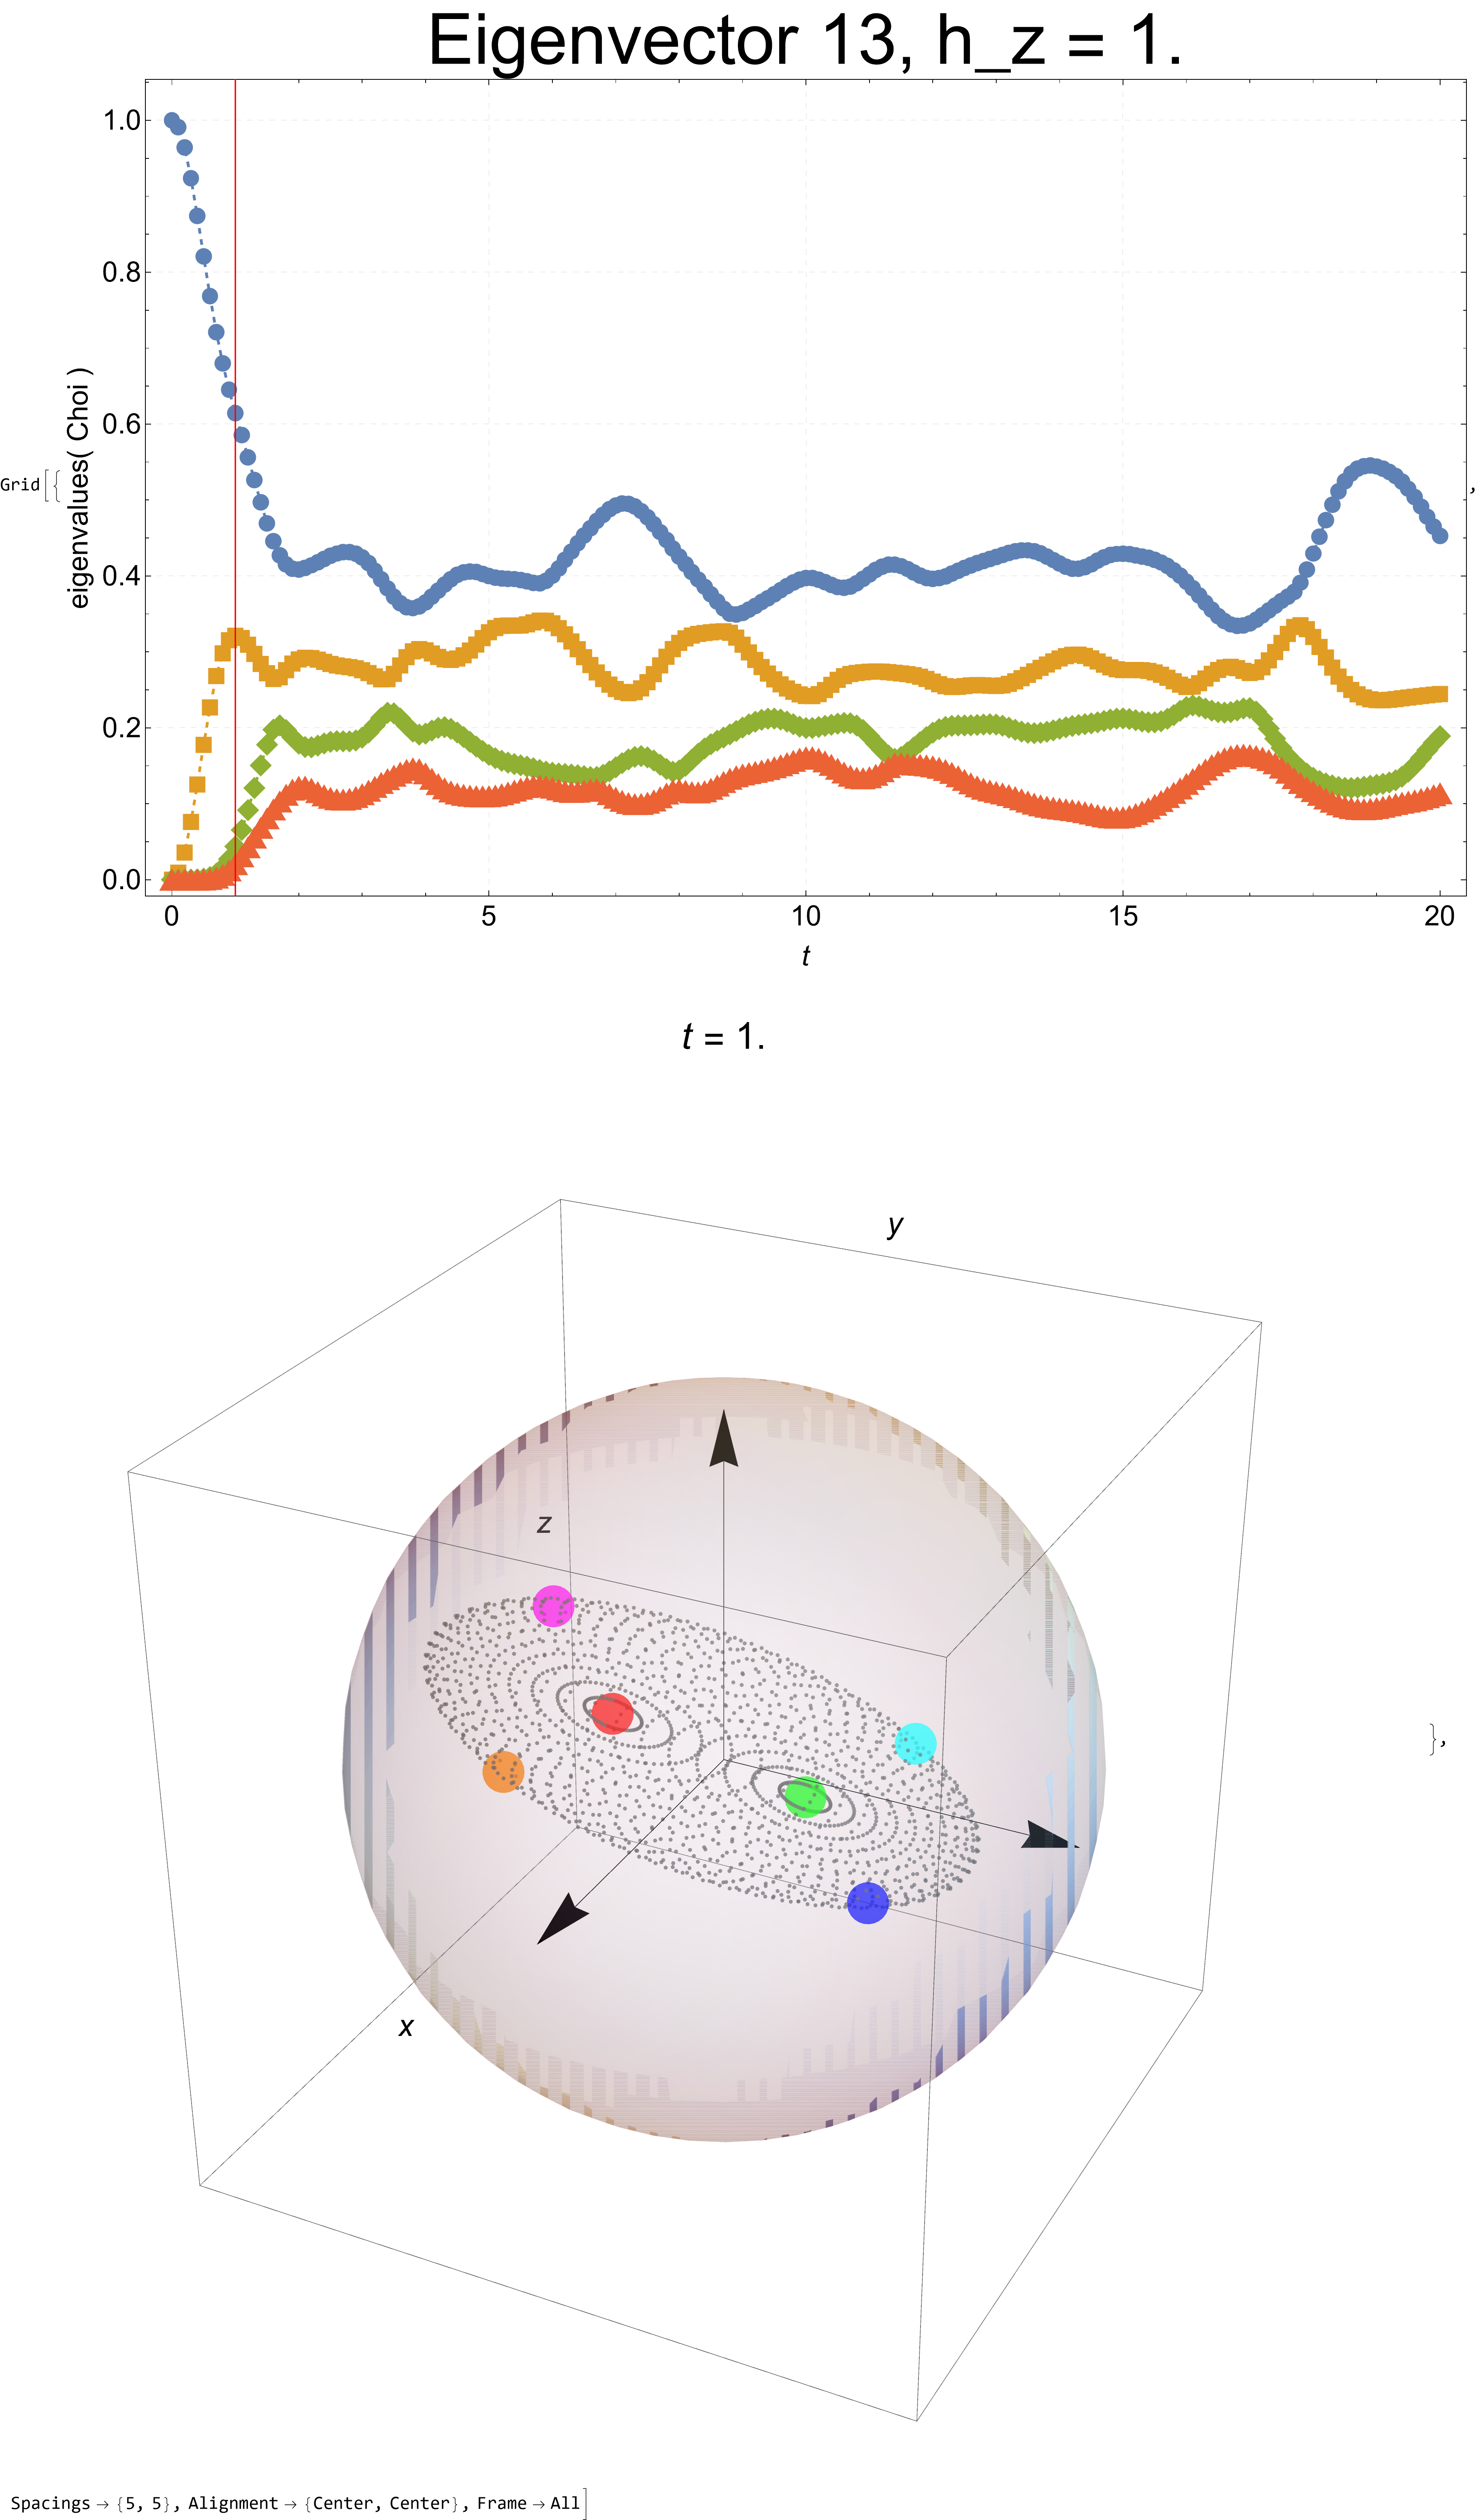 Eigenvector 13, h_z = 1.
1.0
0.8
0.6
0.4
0.2
0.0
eigenvalues( Choi )
Grid[{
,
0 5 10 15 20
t
t = 1.
y
z
x
},
Spacings → {5, 5}, Alignment → {Center, Center}, Frame → All]